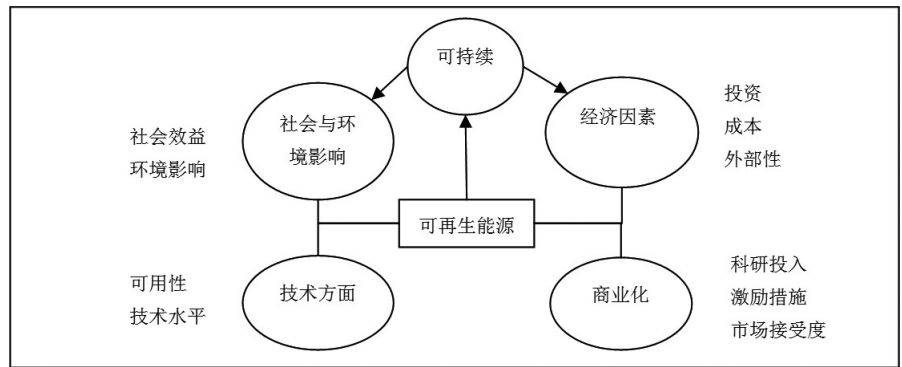 可持续
社会与环
境影响
经济因素
投资
成本
外部性
社会效益
环境影响
可再生能源
可用性
技术水平
技术方面
商业化
科研投入
激励措施
市场接受度